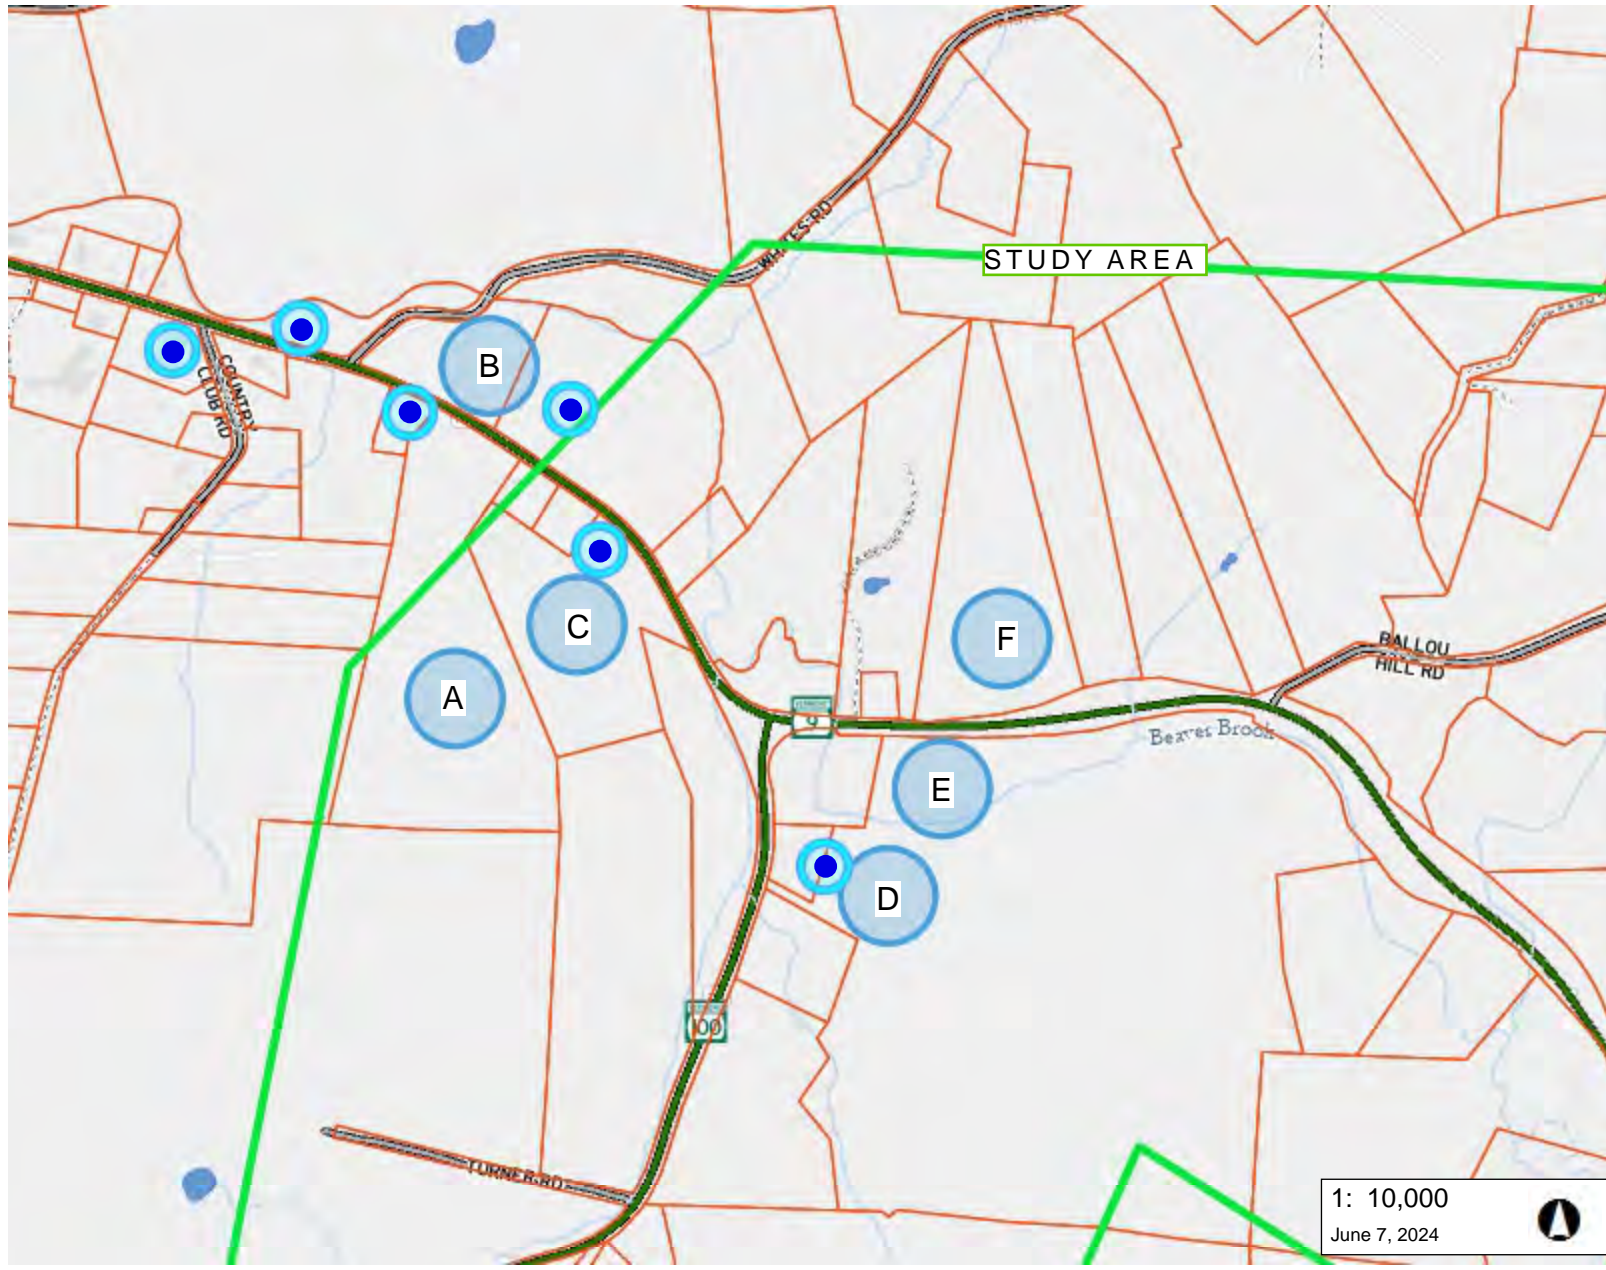 WHITES RD
STUDY AREA
COUNTRY
CLUB RD
B
C
F
A
BALLOU
HILL RD
9
Beaver Brook
E
D
100
TURNER RD
1: 10,000
June 7, 2024